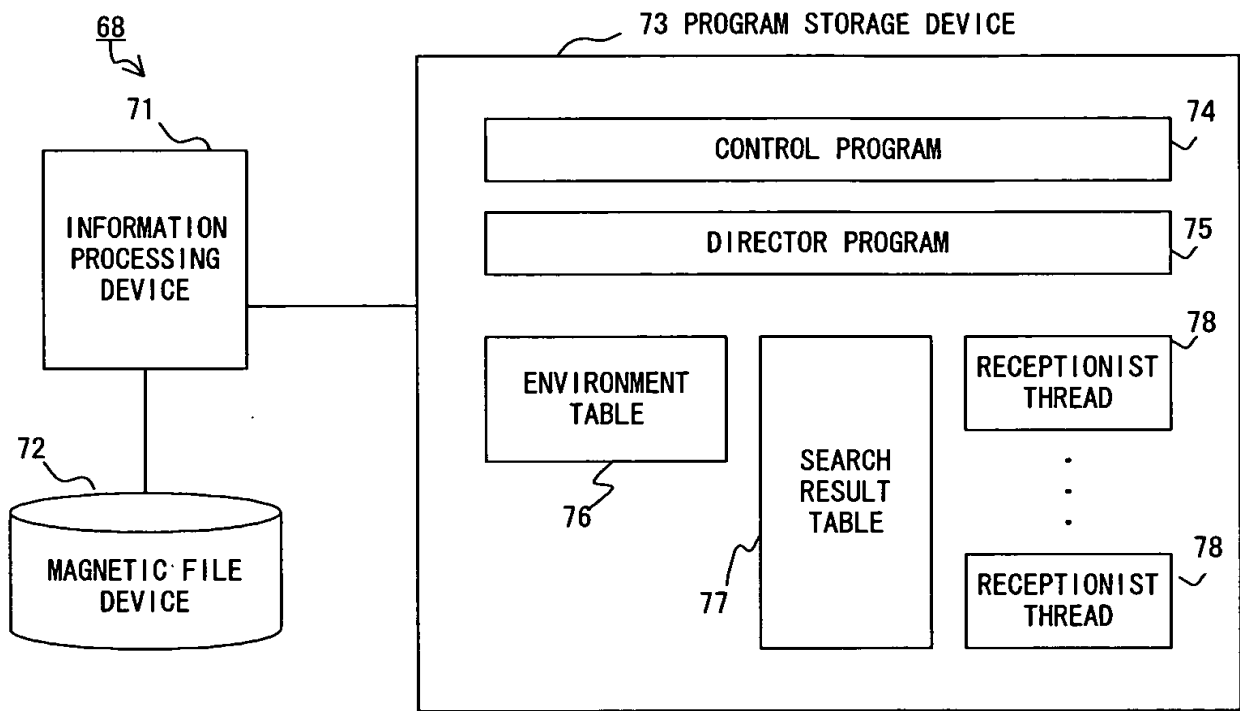 68
73 PROGRAM STORAGE DEVICE
71
INFORMATION
PROCESSING
DEVICE
74
CONTROL PROGRAM
75
DIRECTOR PROGRAM
ENVIRONMENT
TABLE
76
SEARCH
RESULT
TABLE
77
78
RECEPTIONIST
THREAD
78
RECEPTIONIST
THREAD
72
MAGNETIC FILE
DEVICE